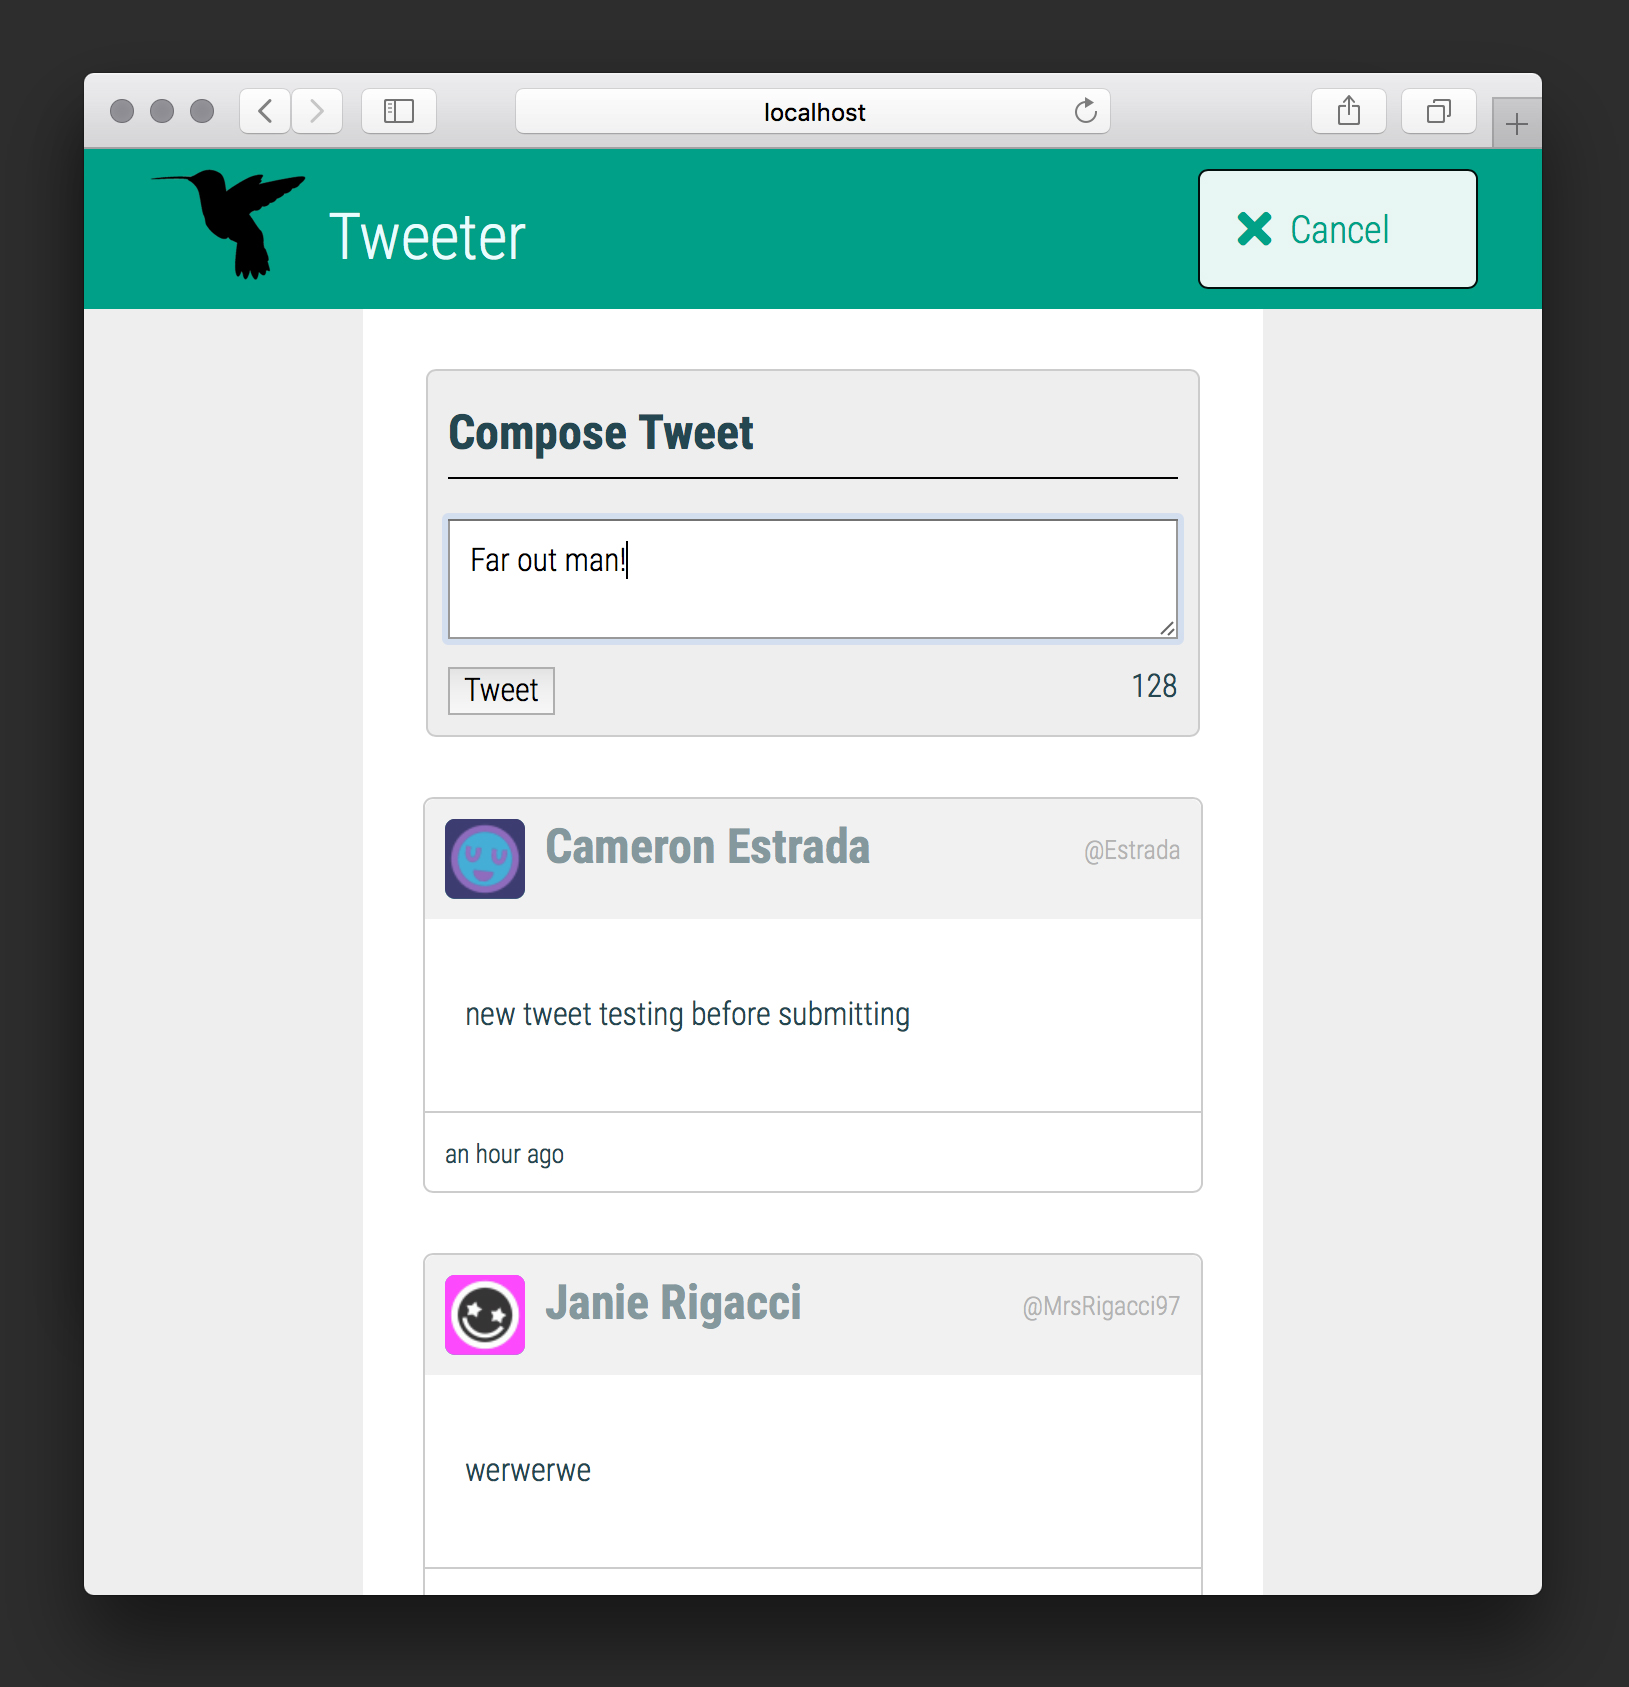 localhost
Tweeter
Cancel
Compose Tweet
Far out man!
Tweet
128
Cameron Estrada
@Estrada
new tweet testing before submitting
an hour ago
Janie Rigacci
@MrsRigacci97
werwerwe